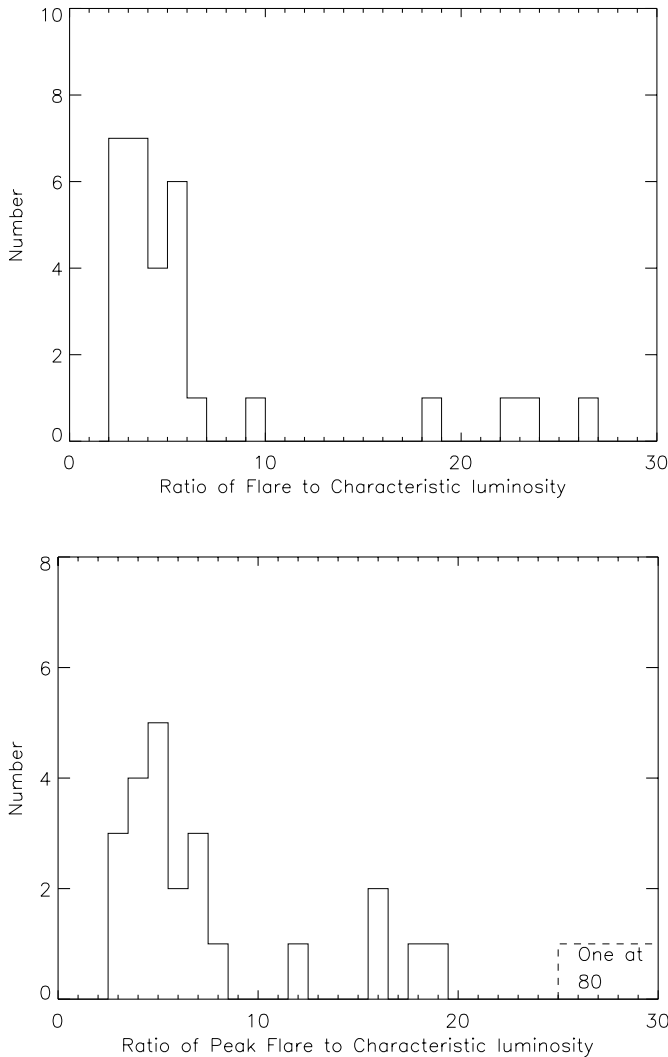 10
8
6
4
2
0
Number
0 10 20 30
Ratio of Flare to Characteristic luminosity
8
6
4
2
0
Number
One at
80
0 10 20 30
Ratio of Peak Flare to Characteristic luminosity